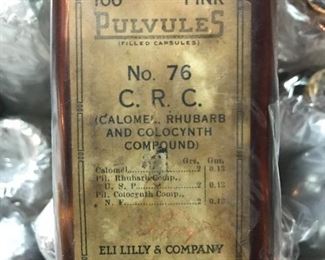 100 PINK
PULVULES
(FILLED CAPSULES)
No. 76
C. R. C.
(CALOMEL, RHUBARB
AND COLOCYNTH
COMPOUND)
Grs. Gm.
Calomel 2 0.13
Pil. Rhubarb Comp.,
U. S. P. 2 0.13
Pil. Colocynth Comp.,
N. F. 2 0.13
ELI LILLY & COMPANY